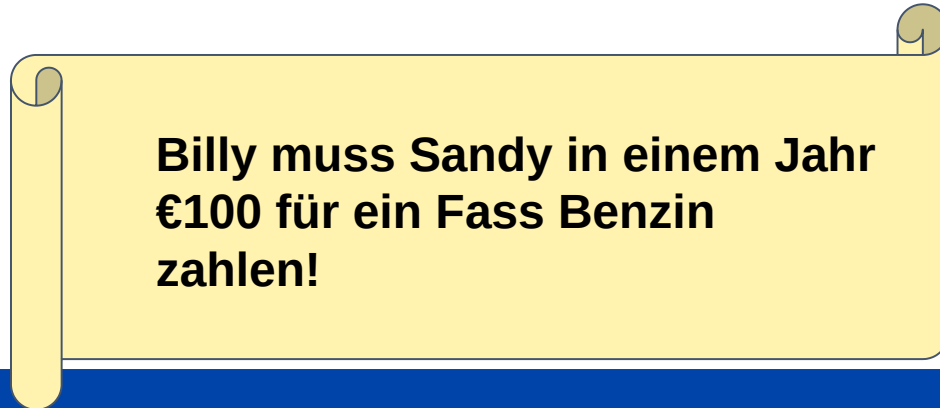 Billy muss Sandy in einem Jahr
€100 für ein Fass Benzin
zahlen!